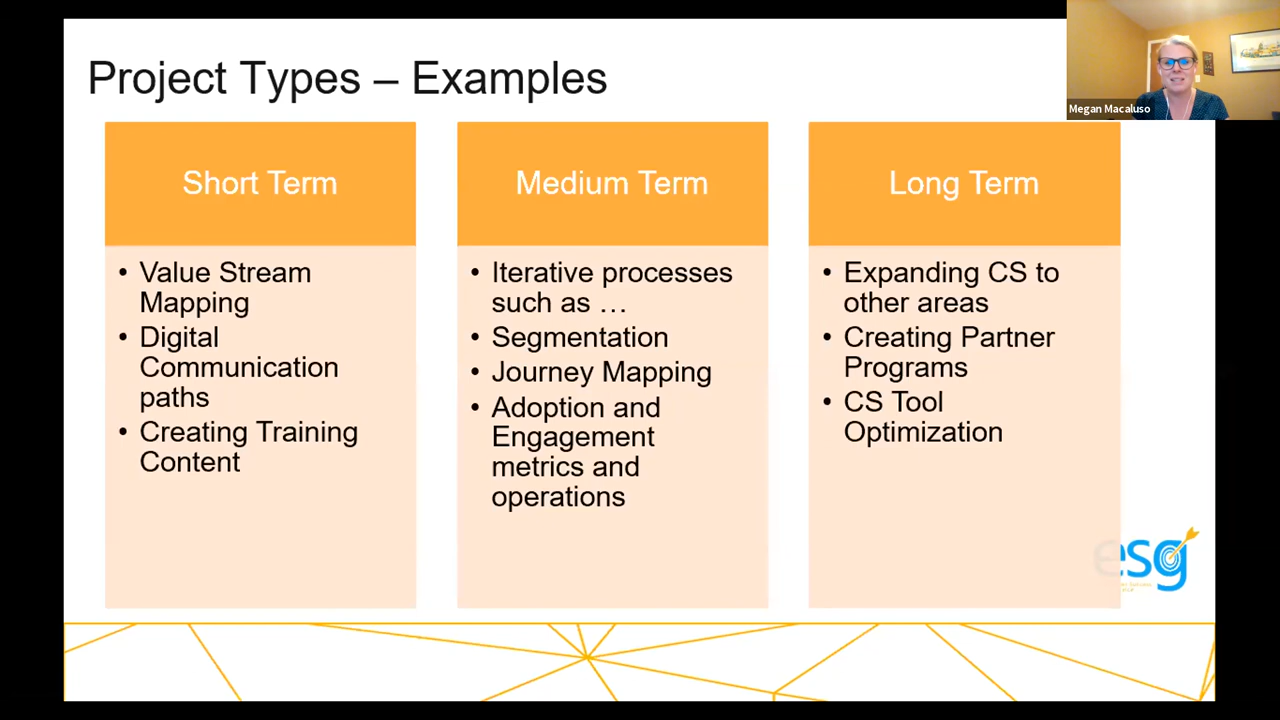 Project Types – Examples
Megan Macaluso
Short Term
• Value Stream
Mapping
• Digital
Communication
paths
• Creating Training
Content
Medium Term
• Iterative processes
such as …
• Segmentation
• Journey Mapping
• Adoption and
Engagement
metrics and
operations
Long Term
• Expanding CS to
other areas
• Creating Partner
Programs
• CS Tool
Optimization
esg